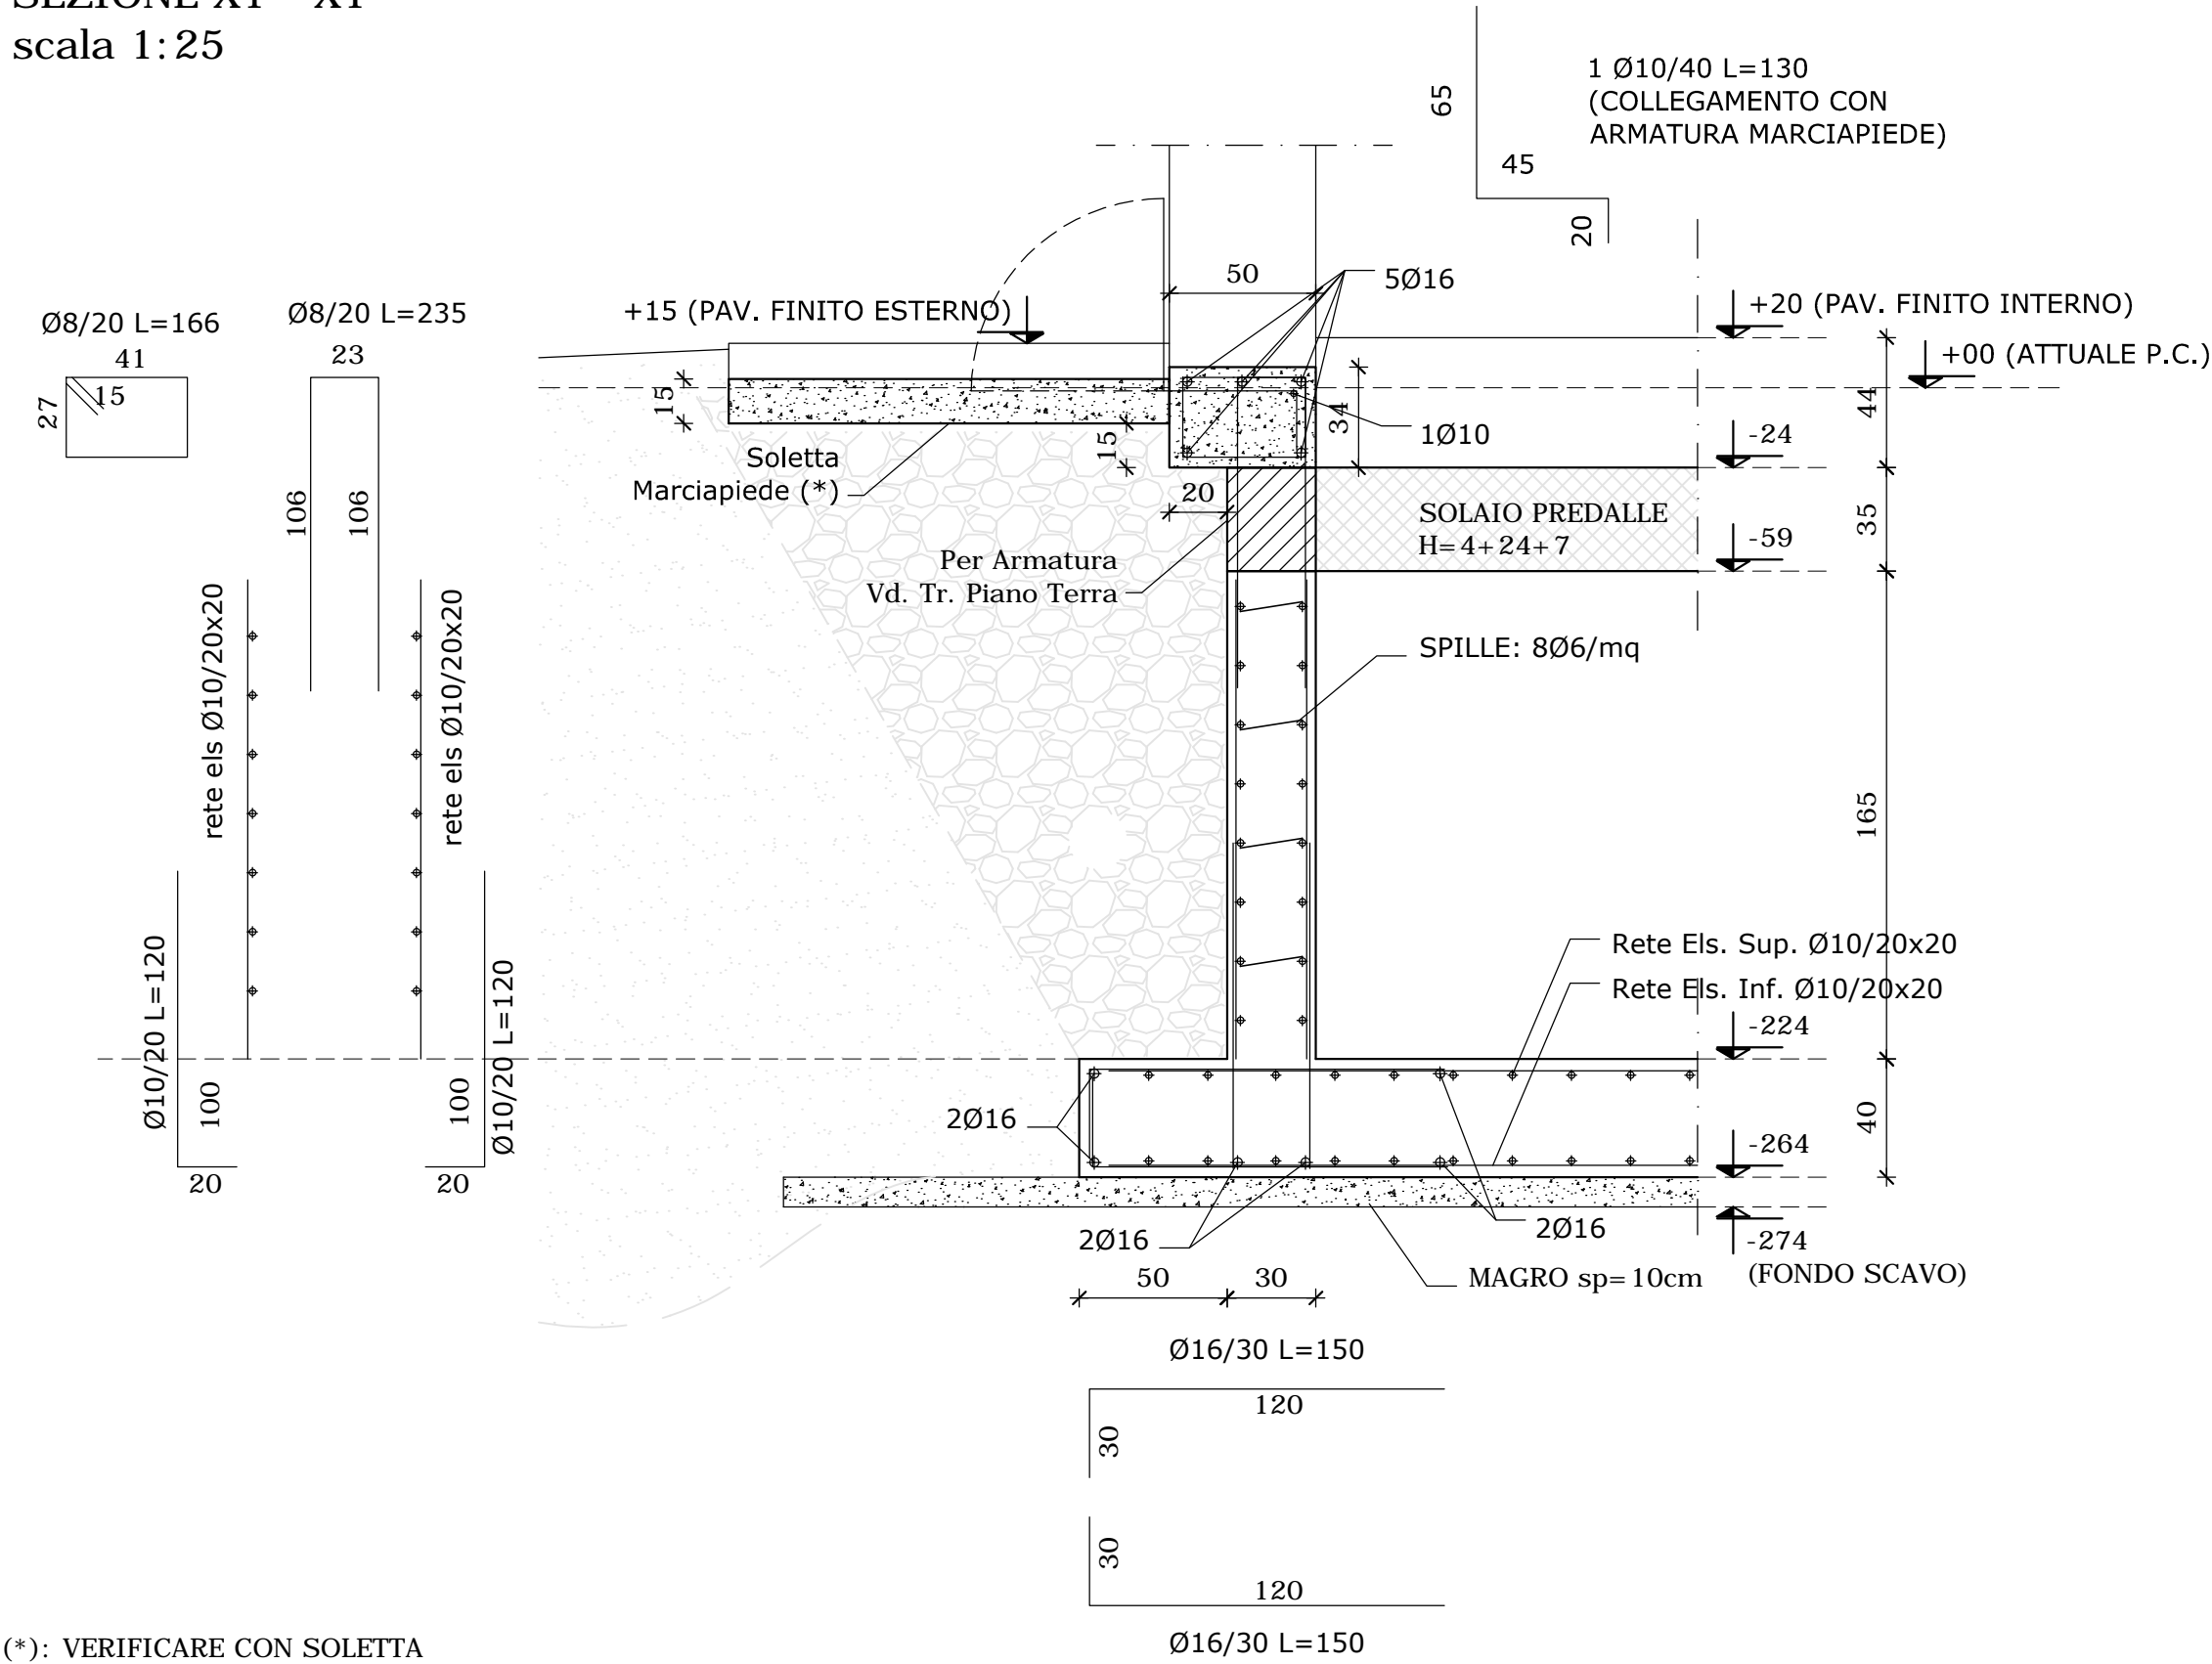 scala 1:25
1 Ø10/40 L=130
(COLLEGAMENTO CON
ARMATURA MARCIAPIEDE)
65
45
20
50
5Ø16
+15 (PAV. FINITO ESTERNO)
+20 (PAV. FINITO INTERNO)
+00 (ATTUALE P.C.)
Ø8/20 L=166
41
15
27
Ø8/20 L=235
23
106
106
15
15
34
1Ø10
44
-24
Soletta
Marciapiede (*)
20
SOLAIO PREDALLE
H=4+24+7
35
-59
Per Armatura
Vd. Tr. Piano Terra
SPILLE: 8Ø6/mq
rete els Ø10/20x20
rete els Ø10/20x20
165
Rete Els. Sup. Ø10/20x20
Rete Els. Inf. Ø10/20x20
-224
Ø10/20 L=120
100
20
100
20
Ø10/20 L=120
2Ø16
40
-264
2Ø16
2Ø16
-274
(FONDO SCAVO)
50
30
MAGRO sp=10cm
Ø16/30 L=150
120
30
30
120
Ø16/30 L=150
(*): VERIFICARE CON SOLETTA